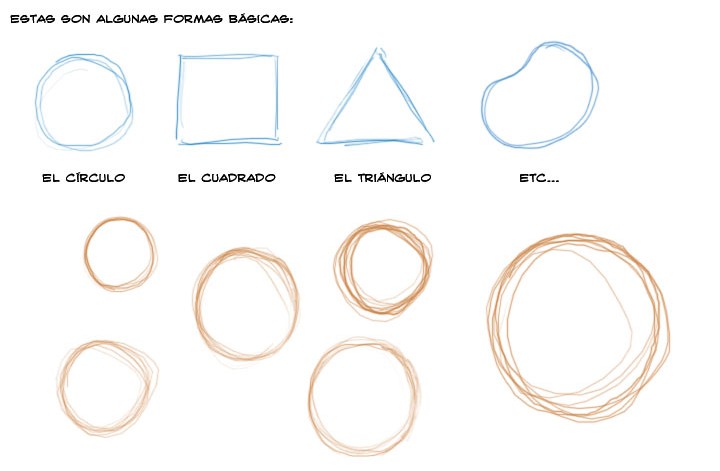 ESTAS SON ALGUNAS FORMAS BÁSICAS:
EL CÍRCULO EL CUADRADO EL TRIÁNGULO ETC...